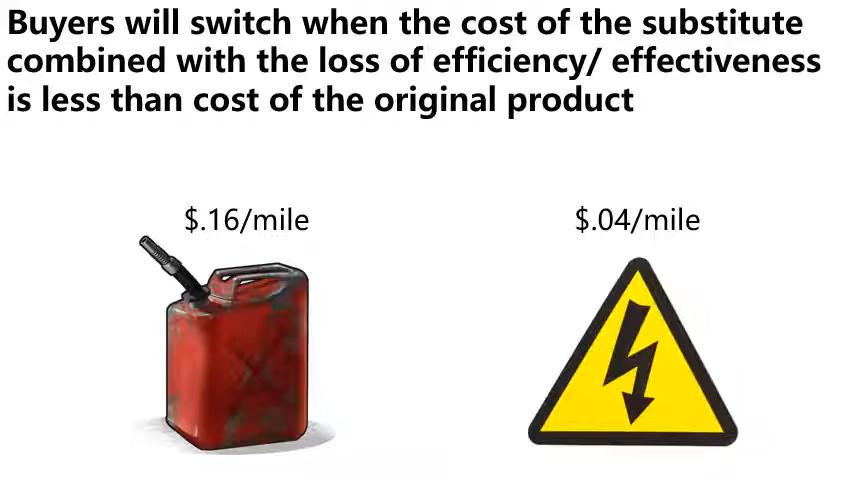 Buyers will switch when the cost of the substitute
combined with the loss of efficiency/ effectiveness
is less than cost of the original product
$.16/mile
$.04/mile